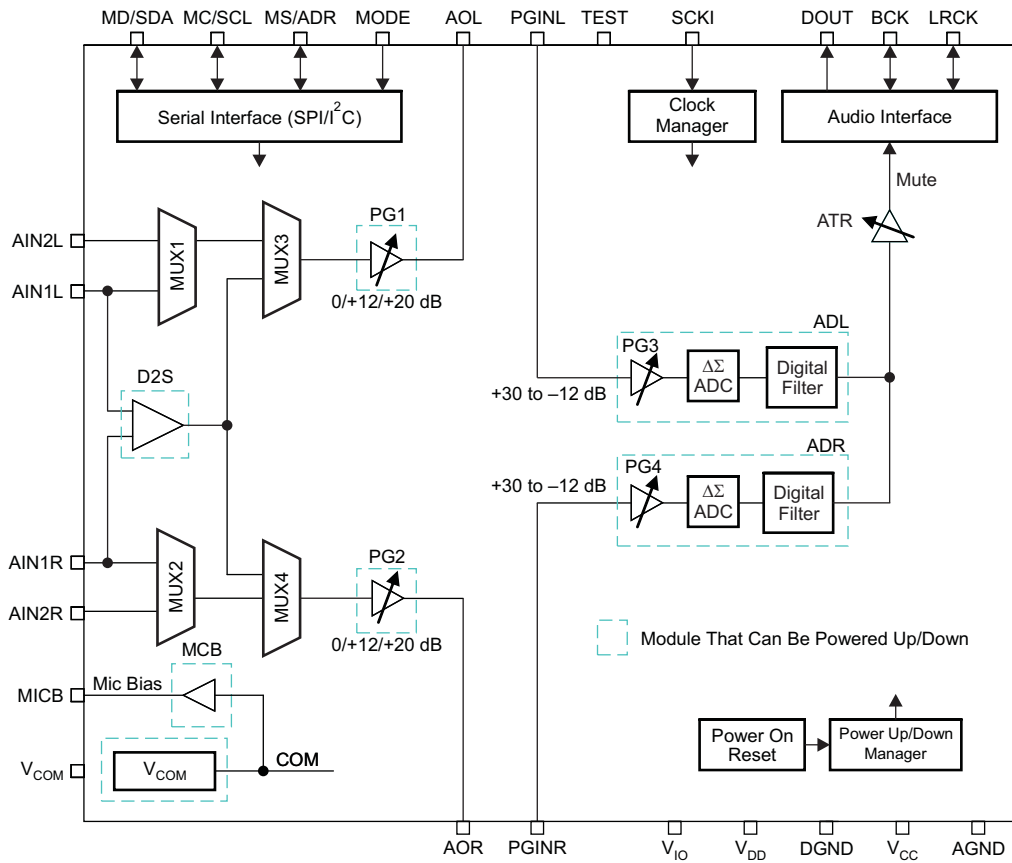 MD/SDA MC/SCL MS/ADR MODE AOL PGINL TEST SCKI DOUT BCK LRCK
Serial Interface (SPI/I²C)
Clock
Manager
Audio Interface
Mute
ATR
AIN2L
MUX1
MUX3
PG1
0/+12/+20 dB
AIN1L
D2S
ADL
PG3
ΔΣ
ADC
Digital
Filter
+30 to –12 dB
ADR
PG4
ΔΣ
ADC
Digital
Filter
+30 to –12 dB
AIN1R
MUX2
MUX4
PG2
0/+12/+20 dB
AIN2R
Module That Can Be Powered Up/Down
MCB
MICB
Mic Bias
VCOM
VCOM
COM
Power On
Reset
Power Up/Down
Manager
AOR PGINR VIO VDD DGND VCC AGND